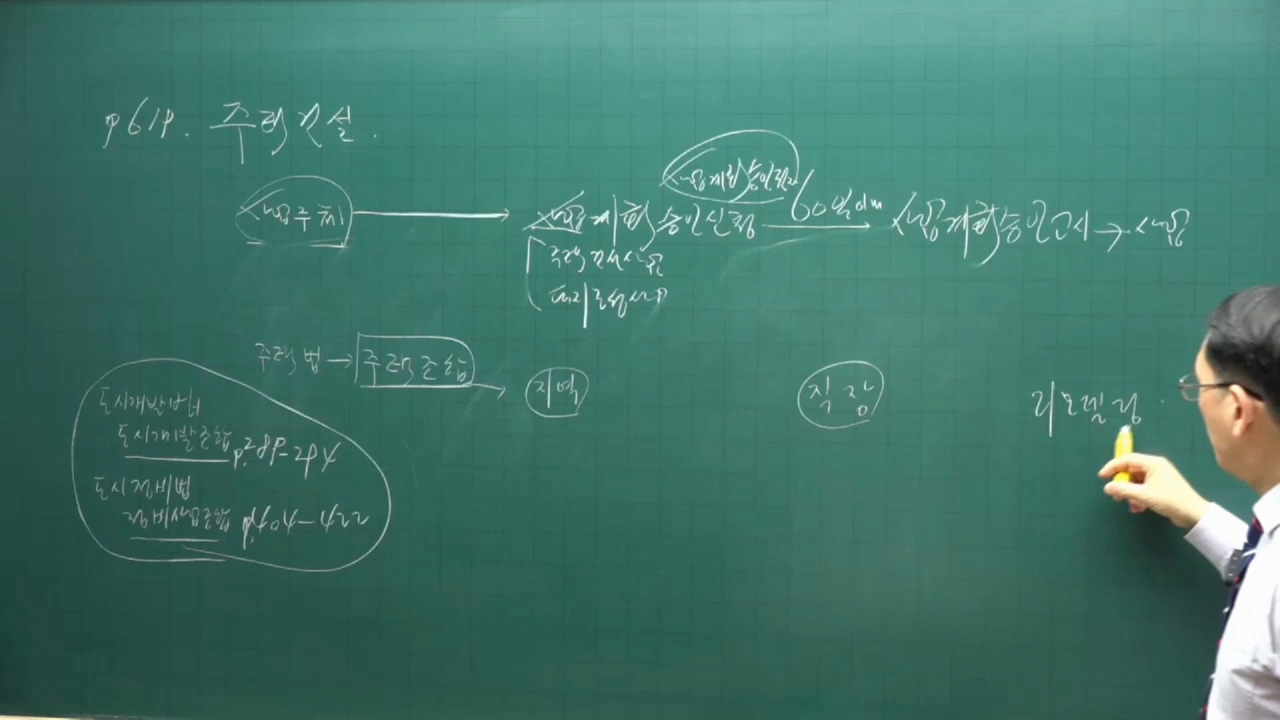 p619. 주택건설.
사업주체 → 사업계획승인신청 → 60일 이내 사업계획승인고시 → 사업
사업계획승인권자
주택건설사업
대지조성사업
주택법 → 주택조합 → 지역 직장 리모델링
도시개발법
도시개발조합 p.289-294
도시정비법
정비사업조합 p.404-422